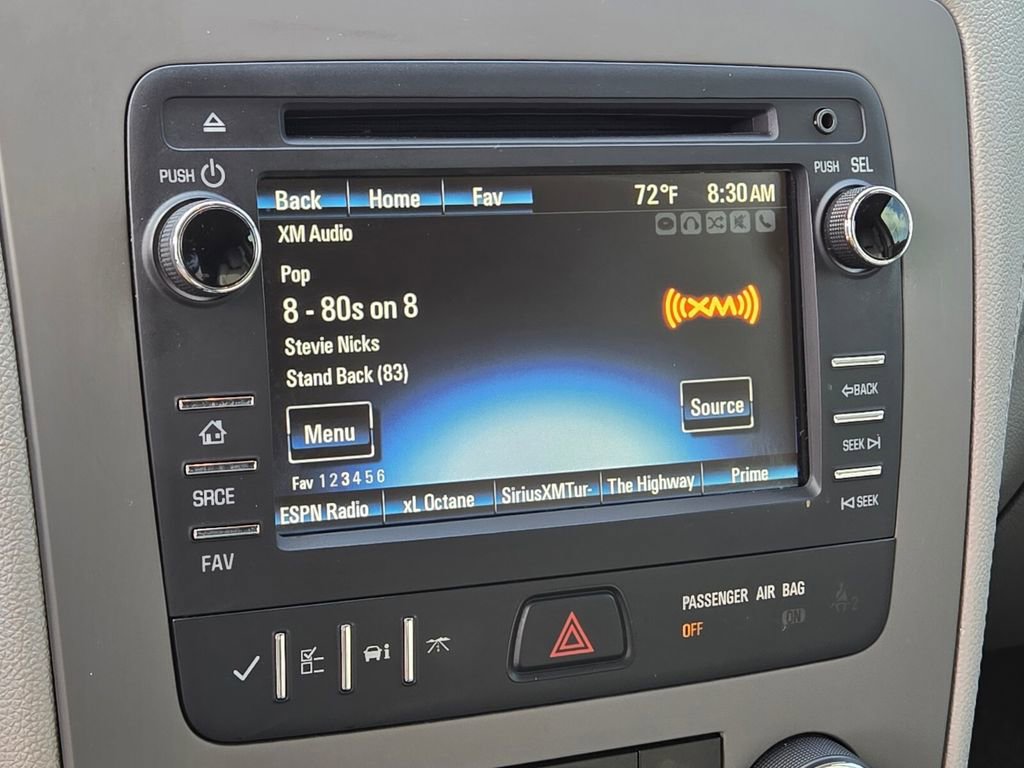 PUSH
PUSH SEL
Back Home Fav 72°F 8:30 AM
XM Audio
Pop
8 - 80s on 8
((XM))
Stevie Nicks
Stand Back (83)
Menu
Source
Fav 1 2 3 4 5 6
ESPN Radio xL Octane SiriusXMTur- The Highway Prime
SRCE
FAV
BACK
SEEK
SEEK
PASSENGER AIR BAG
OFF ON
2
i